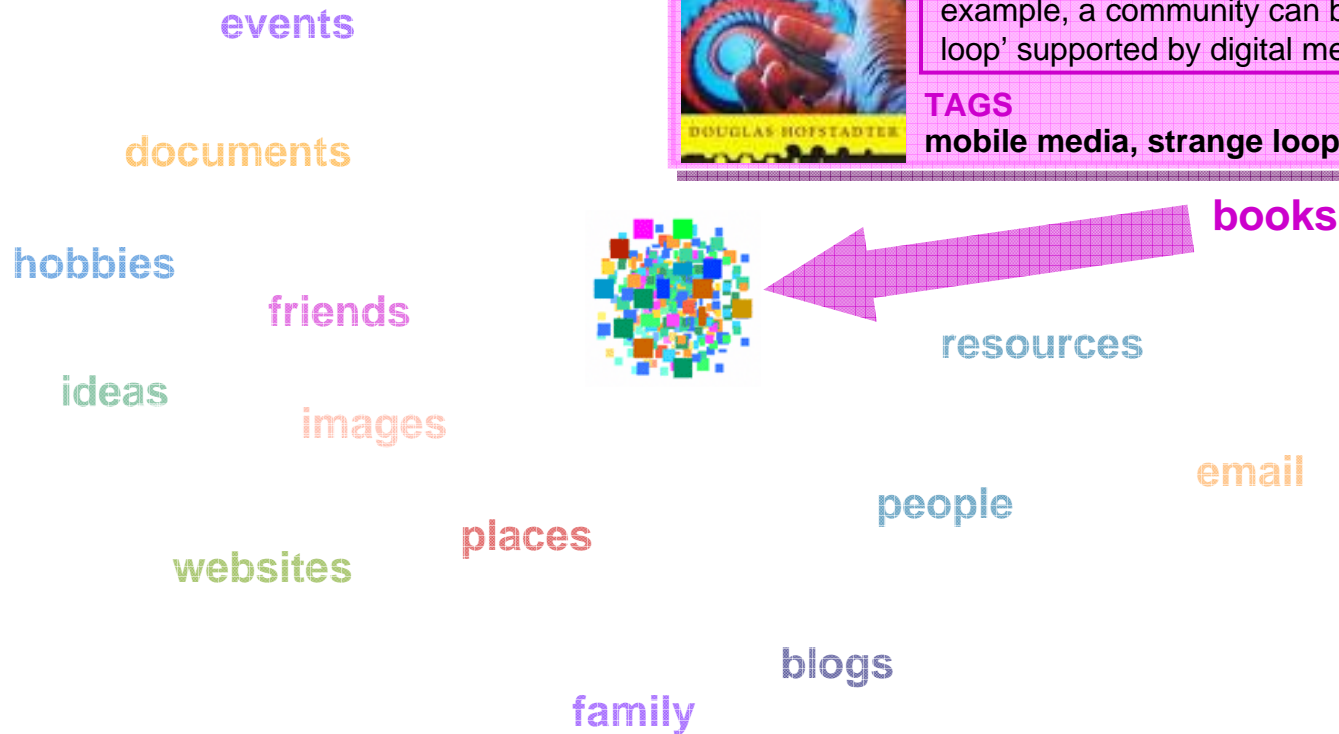 events
example, a community can b
loop’ supported by digital me
TAGS
mobile media, strange loop
DOUGLAS HOFSTADTER
documents
books
hobbies
friends
resources
ideas
images
email
people
places
websites
blogs
family